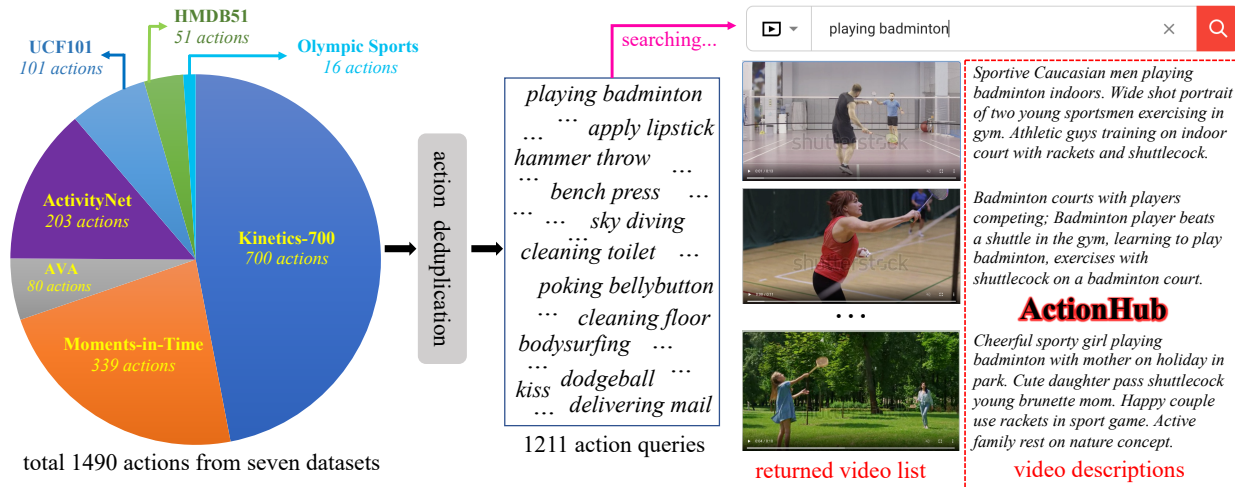 HMDB51
51 actions
UCF101
101 actions
Olympic Sports
16 actions
ActivityNet
203 actions
Kinetics-700
700 actions
AVA
80 actions
Moments-in-Time
339 actions
total 1490 actions from seven datasets
action deduplication
searching...
playing badminton
... apply lipstick
...
hammer throw ...
bench press ...
... ... sky diving
...
cleaning toilet ...
poking bellybutton
... cleaning floor
bodysurfing ...
...
kiss dodgeball
... delivering mail
1211 action queries
playing badminton
shutterstock
shutterstock
...
returned video list
Sportive Caucasian men playing
badminton indoors. Wide shot portrait
of two young sportsmen exercising in
gym. Athletic guys training on indoor
court with rackets and shuttlecock.
Badminton courts with players
competing; Badminton player beats
a shuttle in the gym, learning to play
badminton, exercises with
shuttlecock on a badminton court.
ActionHub
Cheerful sporty girl playing
badminton with mother on holiday in
park. Cute daughter pass shuttlecock
young brunette mom. Happy couple
use rackets in sport game. Active
family rest on nature concept.
video descriptions